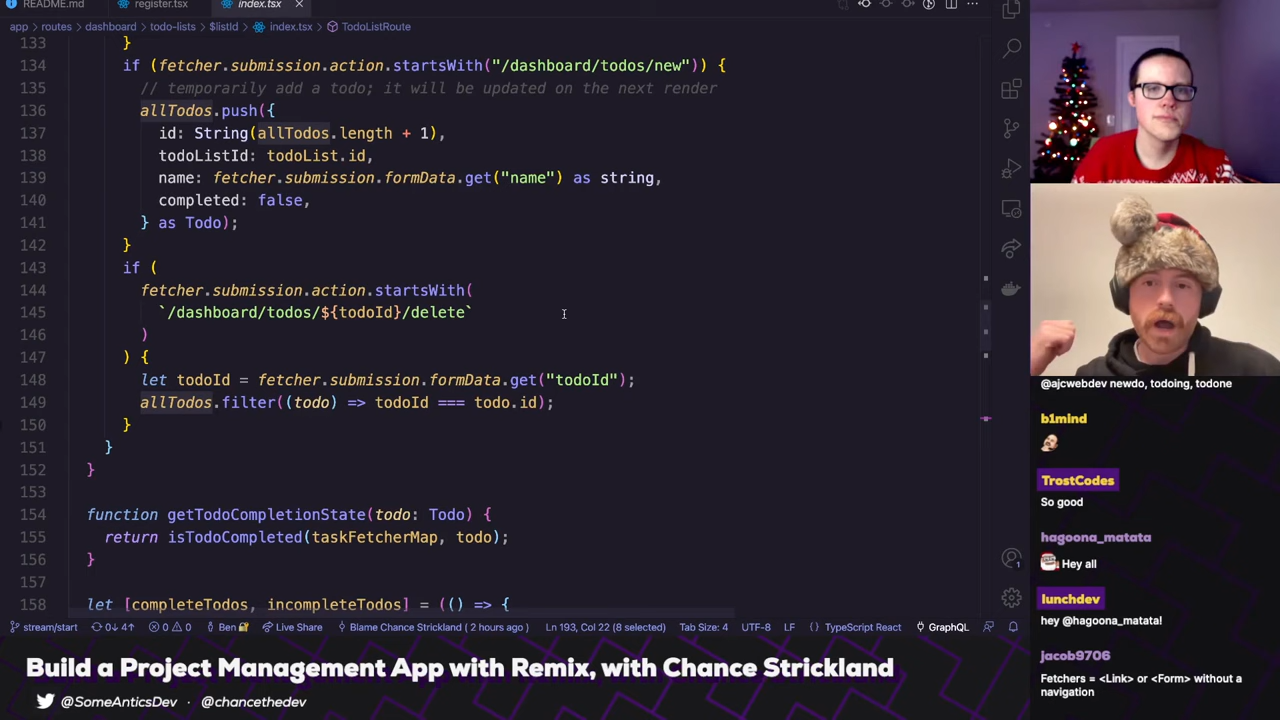 README.md
register.tsx
index.tsx
app > routes > dashboard > todo-lists > $listId > index.tsx > TodoListRoute
133 }
134 if (fetcher.submission.action.startsWith("/dashboard/todos/new")) {
135 // temporarily add a todo; it will be updated on the next render
136 allTodos.push({
137 id: String(allTodos.length + 1),
138 todoListId: todoList.id,
139 name: fetcher.submission.formData.get("name") as string,
140 completed: false,
141 } as Todo);
142 }
143 if (
144 fetcher.submission.action.startsWith(
145 `/dashboard/todos/${todoId}/delete`
146 )
147 ) {
148 let todoId = fetcher.submission.formData.get("todoId");
149 allTodos.filter((todo) => todoId === todo.id);
150 }
151 }
152 }
153
154 function getTodoCompletionState(todo: Todo) {
155 return isTodoCompleted(taskFetcherMap, todo);
156 }
157
158 let [completeTodos, incompleteTodos] = (() => {
stream/start 0↓ 4↑ 0 0 Ben Live Share Blame Chance Strickland ( 2 hours ago ) Ln 193, Col 22 (8 selected) Tab Size: 4 UTF-8 LF {} TypeScript React GraphQL
@ajcwebdev newdo, todoing, todone
b1mind
TrostCodes
So good
hagoona_matata
Hey all
lunchdev
hey @hagoona_matata!
jacob9706
Fetchers = <Link> or <Form> without a
navigation
Build a Project Management App with Remix, with Chance Strickland
@SomeAnticsDev · @chancethedev